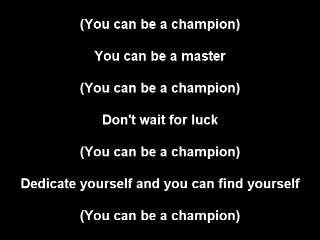 (You can be a champion)
You can be a master
(You can be a champion)
Don't wait for luck
(You can be a champion)
Dedicate yourself and you can find yourself
(You can be a champion)